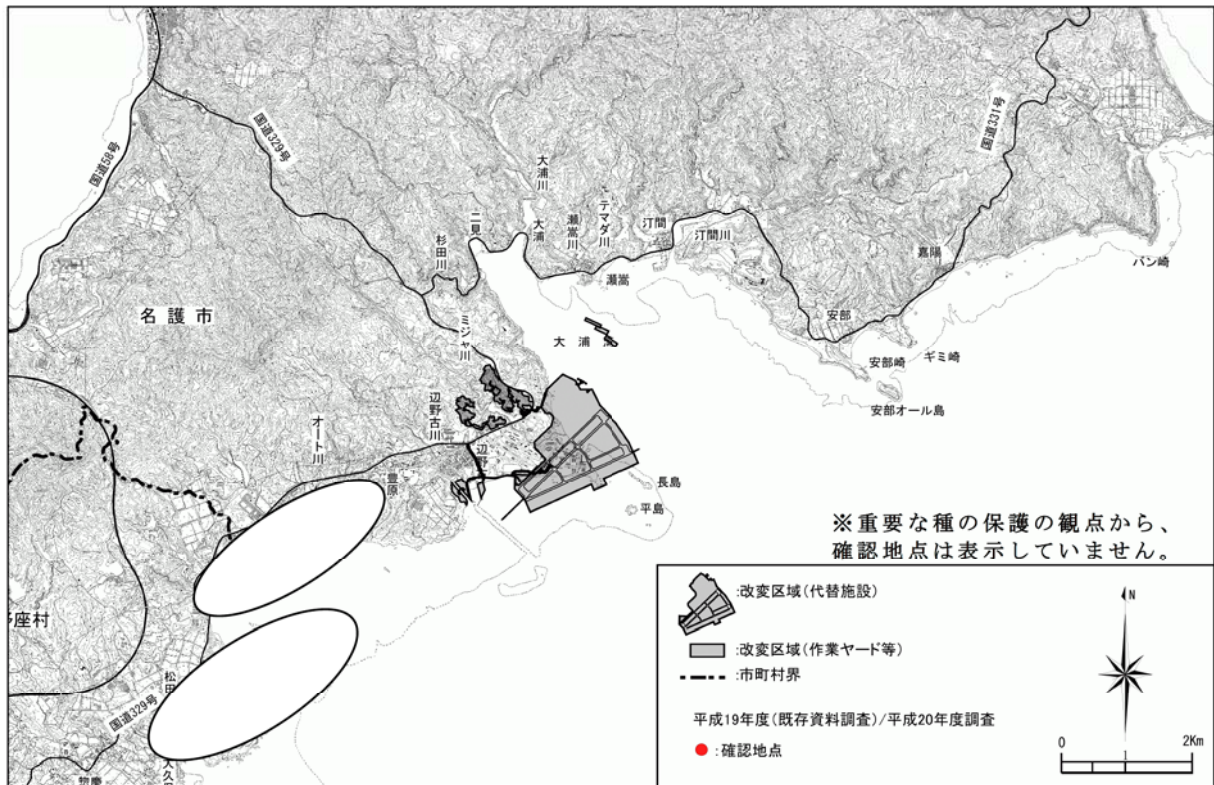 国道58号
国道329号
国道331号
大浦川
大浦
瀬嵩川
テマダ川
汀間
汀間川
二見
杉田川
瀬嵩
嘉陽
バン崎
安部
安部崎
ギミ崎
安部オール島
名護市
ミジャ川
大浦
辺野古川
オート川
辺野
豊原
長島
平島
座村
松田
国道329号
※重要な種の保護の観点から、
確認地点は表示していません。
:改変区域(代替施設)
:改変区域(作業ヤード等)
:市町村界
平成19年度(既存資料調査)/平成20年度調査
:確認地点
N
0 1 2Km